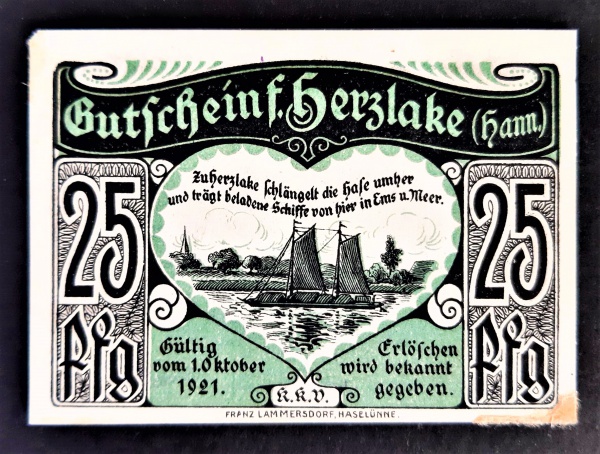 Gutschein f. Herzlake (Hann.)
Zu Herzlake schlängelt die Hase umher
und trägt beladene Schiffe von hier in Ems u. Meer.
25
Pfg
25
Pfg
Gültig
vom 1. Oktober
1921.
Erlöschen
wird bekannt
gegeben.
K.K.V.
FRANZ LAMMERSDORF, HASELÜNNE.